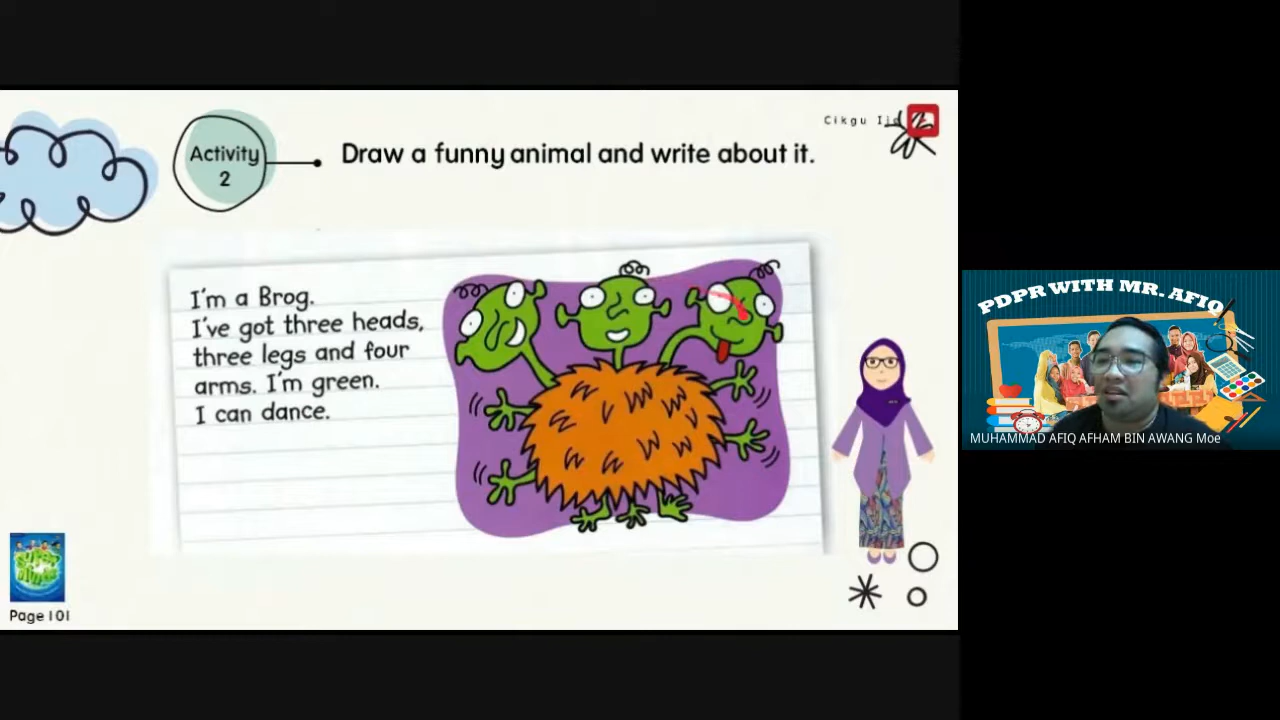 Cikgu
Activity
2
Draw a funny animal and write about it.
I'm a Brog.
I've got three heads,
three legs and four
arms. I'm green.
I can dance.
PDPR WITH MR. AFIQ
MUHAMMAD AFIQ AFHAM BIN AWANG Moe
Page 101